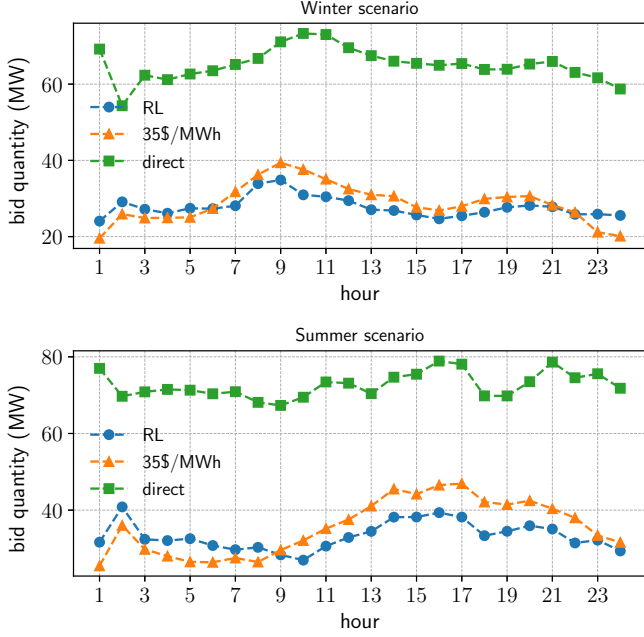 Winter scenario
bid quantity (MW)
60
40
20
RL
35$/MWh
direct
1 3 5 7 9 11 13 15 17 19 21 23
hour
Summer scenario
bid quantity (MW)
80
60
40
RL
35$/MWh
direct
1 3 5 7 9 11 13 15 17 19 21 23
hour